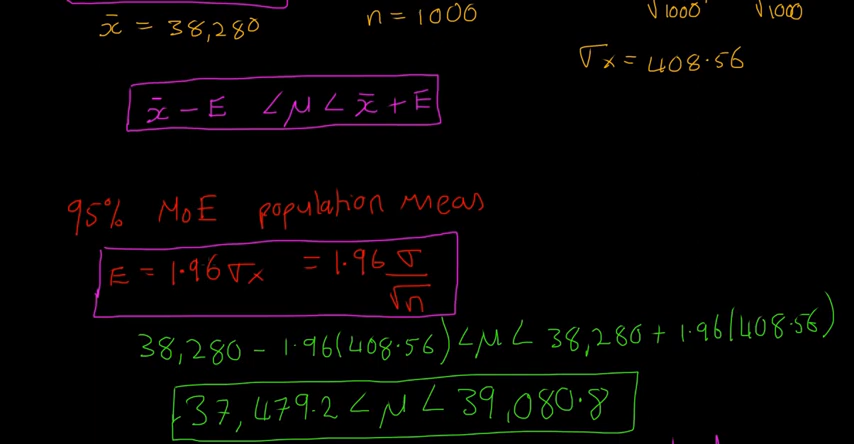 x̄ = 38,280 n = 1000 √1000 √1000
σx = 408.56
x̄ - E < μ < x̄ + E
95% MoE population meas
E = 1.96 σx = 1.96 σ/√n
38,280 - 1.96(408.56) < μ < 38,280 + 1.96(408.56)
37,479.2 < μ < 39,080.8